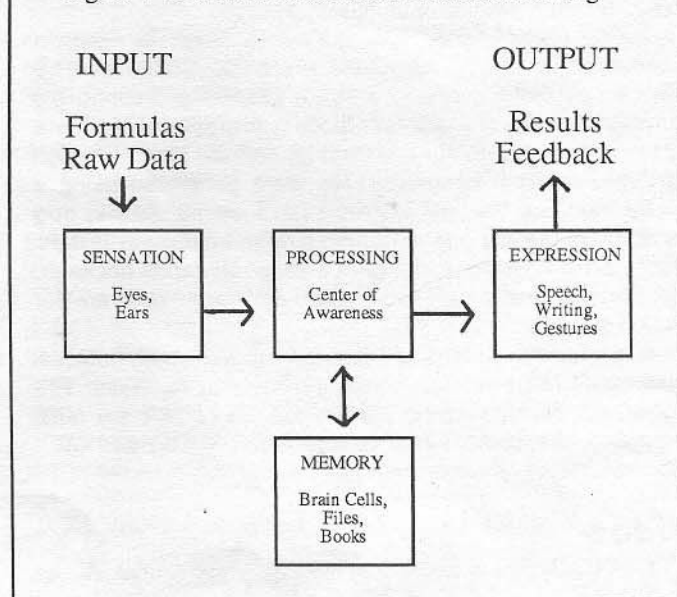 INPUT
Formulas
Raw Data
OUTPUT
Results
Feedback
SENSATION
Eyes,
Ears
PROCESSING
Center of
Awareness
EXPRESSION
Speech,
Writing,
Gestures
MEMORY
Brain Cells,
Files,
Books